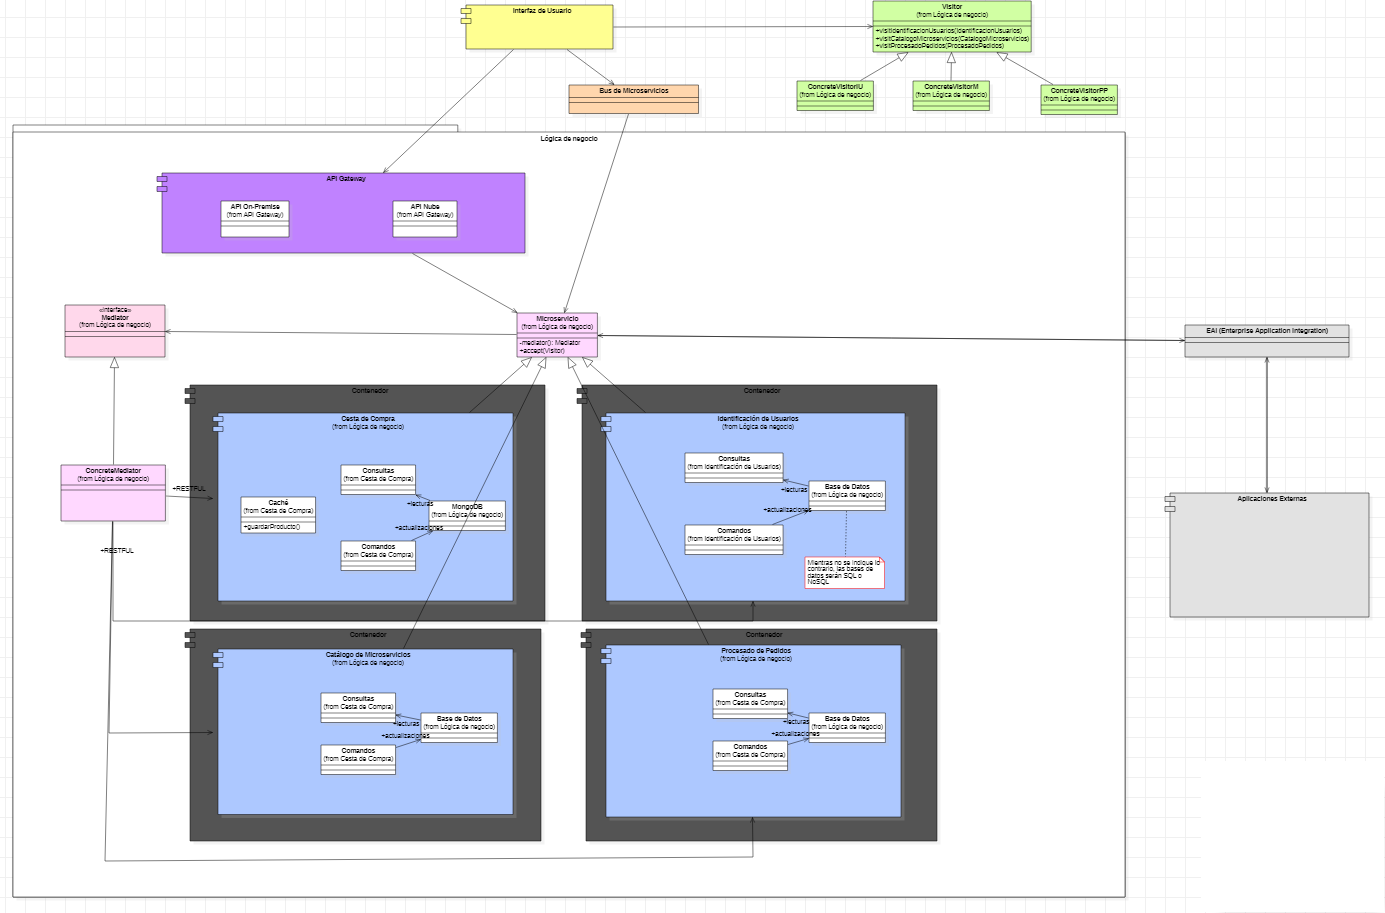 Interfaz de Usuario
Visitor
(from Lógica de negocio)
+visitIdentificacionUsuarios(IdentificacionUsuarios)
+visitCatalogoMicroservicios(CatalogoMicroservicios)
+visitProcesadoPedidos(ProcesadoPedidos)
Bus de Microservicios
ConcreteVisitorIU
(from Lógica de negocio)
ConcreteVisitorM
(from Lógica de negocio)
ConcreteVisitorPP
(from Lógica de negocio)
Lógica de negocio
API Gateway
API On-Premise
(from API Gateway)
API Nube
(from API Gateway)
«interface»
Mediator
(from Lógica de negocio)
Microservicio
(from Lógica de negocio)
-mediator(): Mediator
+accept(Visitor)
EAI (Enterprise Application Integration)
Contenedor
Cesta de Compra
(from Lógica de negocio)
Consultas
(from Cesta de Compra)
Caché
(from Cesta de Compra)
+guardarProducto()
+lecturas
MongoDB
(from Lógica de negocio)
+actualizaciones
Comandos
(from Cesta de Compra)
Contenedor
Identificación de Usuarios
(from Lógica de negocio)
Consultas
(from Identificación de Usuarios)
+lecturas
Base de Datos
(from Lógica de negocio)
+actualizaciones
Comandos
(from Identificación de Usuarios)
Mientras no se indique lo
contrario, las bases de
datos serán SQL o
NoSQL
ConcreteMediator
(from Lógica de negocio)
+RESTFUL
+RESTFUL
Aplicaciones Externas
Contenedor
Catálogo de Microservicios
(from Lógica de negocio)
Consultas
(from Cesta de Compra)
+lecturas
Base de Datos
(from Lógica de negocio)
+actualizaciones
Comandos
(from Cesta de Compra)
Contenedor
Procesado de Pedidos
(from Lógica de negocio)
Consultas
(from Cesta de Compra)
+lecturas
Base de Datos
(from Lógica de negocio)
+actualizaciones
Comandos
(from Cesta de Compra)